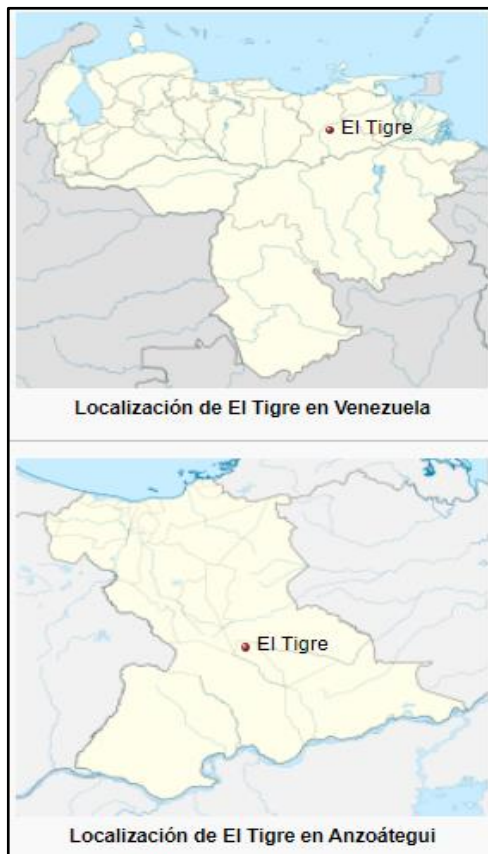 El Tigre
Localización de El Tigre en Venezuela
El Tigre
Localización de El Tigre en Anzoátegui